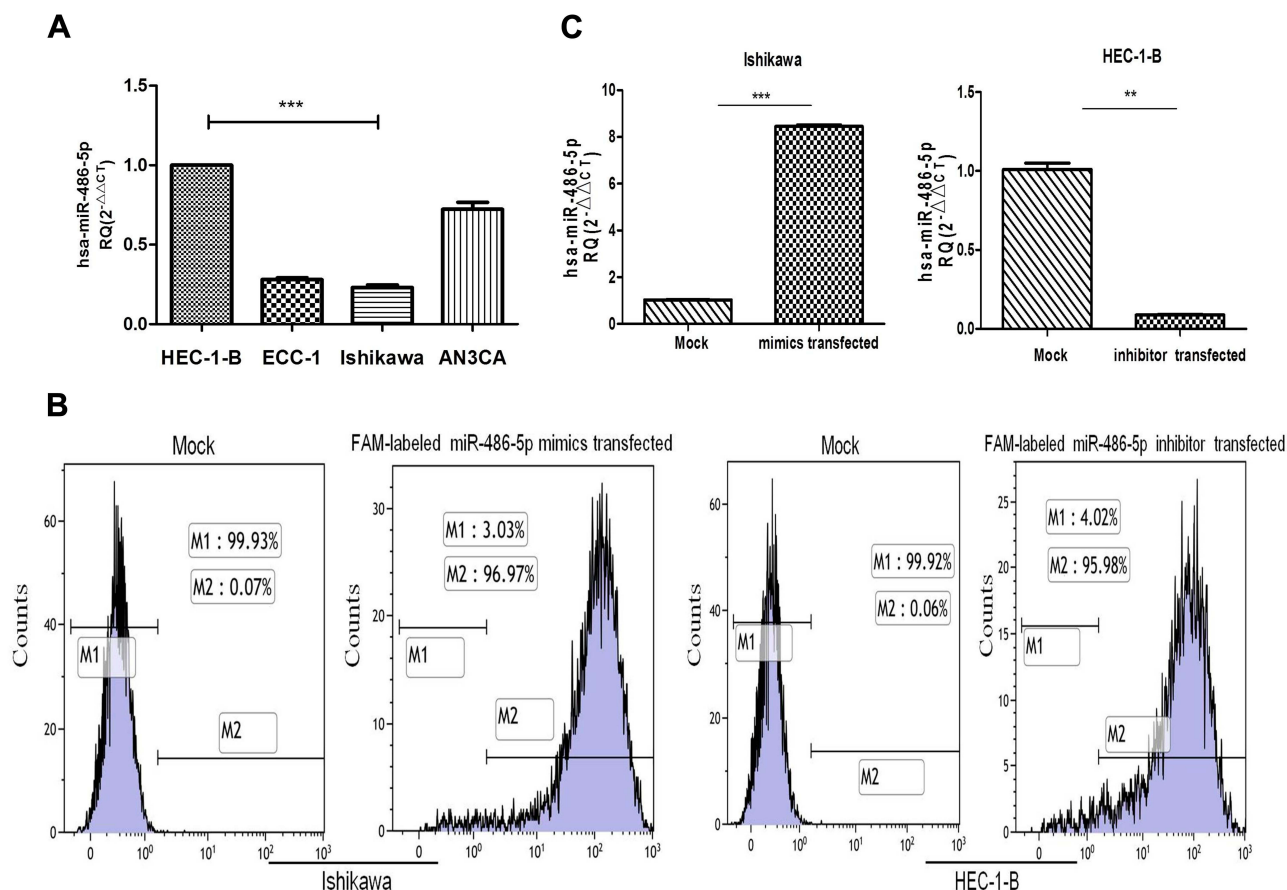 A
hsa-miR-486-5p
RQ(2-△△CT)
1.5
1.0
0.5
0.0
***
HEC-1-B ECC-1 Ishikawa AN3CA
C
Ishikawa
hsa-miR-486-5p
RQ(2-△△CT)
10
8
6
4
2
0
***
Mock mimics transfected
HEC-1-B
hsa-miR-486-5p
RQ(2-△△CT)
1.5
1.0
0.5
0.0
**
Mock inhibitor transfected
B
Mock
Counts
60
40
20
0
M1 : 99.93%
M2 : 0.07%
M1
M2
0 10⁰ 10¹ 10² 10³
FAM-labeled miR-486-5p mimics transfected
Counts
30
20
10
0
M1 : 3.03%
M2 : 96.97%
M1
M2
0 10⁰ 10¹ 10² 10³
Ishikawa
Mock
Counts
60
40
20
0
M1 : 99.92%
M2 : 0.06%
M1
M2
0 10⁰ 10¹ 10² 10³
FAM-labeled miR-486-5p inhibitor transfected
Counts
25
20
15
10
5
0
M1 : 4.02%
M2 : 95.98%
M1
M2
0 10⁰ 10¹ 10² 10³
HEC-1-B